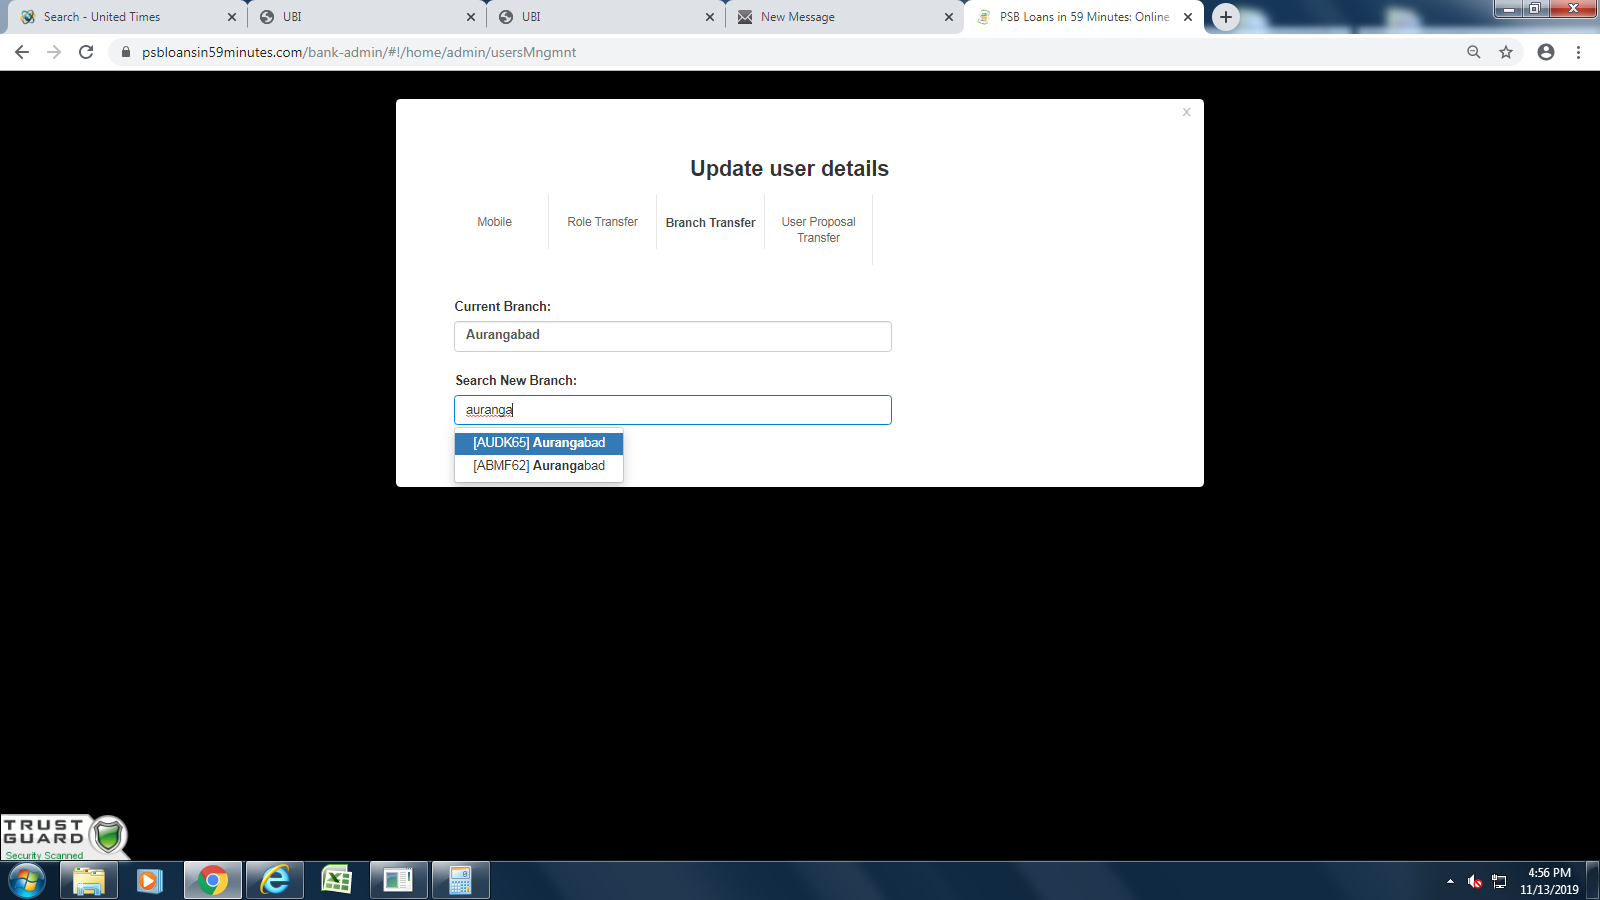 Search - United Times
UBI
UBI
New Message
PSB Loans in 59 Minutes: Online
psbloansin59minutes.com/bank-admin/#!/home/admin/usersMngmnt
x
Update user details
Mobile
Role Transfer
Branch Transfer
User Proposal
Transfer
Current Branch:
Aurangabad
Search New Branch:
auranga
[AUDK65] Aurangabad
[ABMF62] Aurangabad
TRUST
GUARD
Security Scanned
4:56 PM
11/13/2019